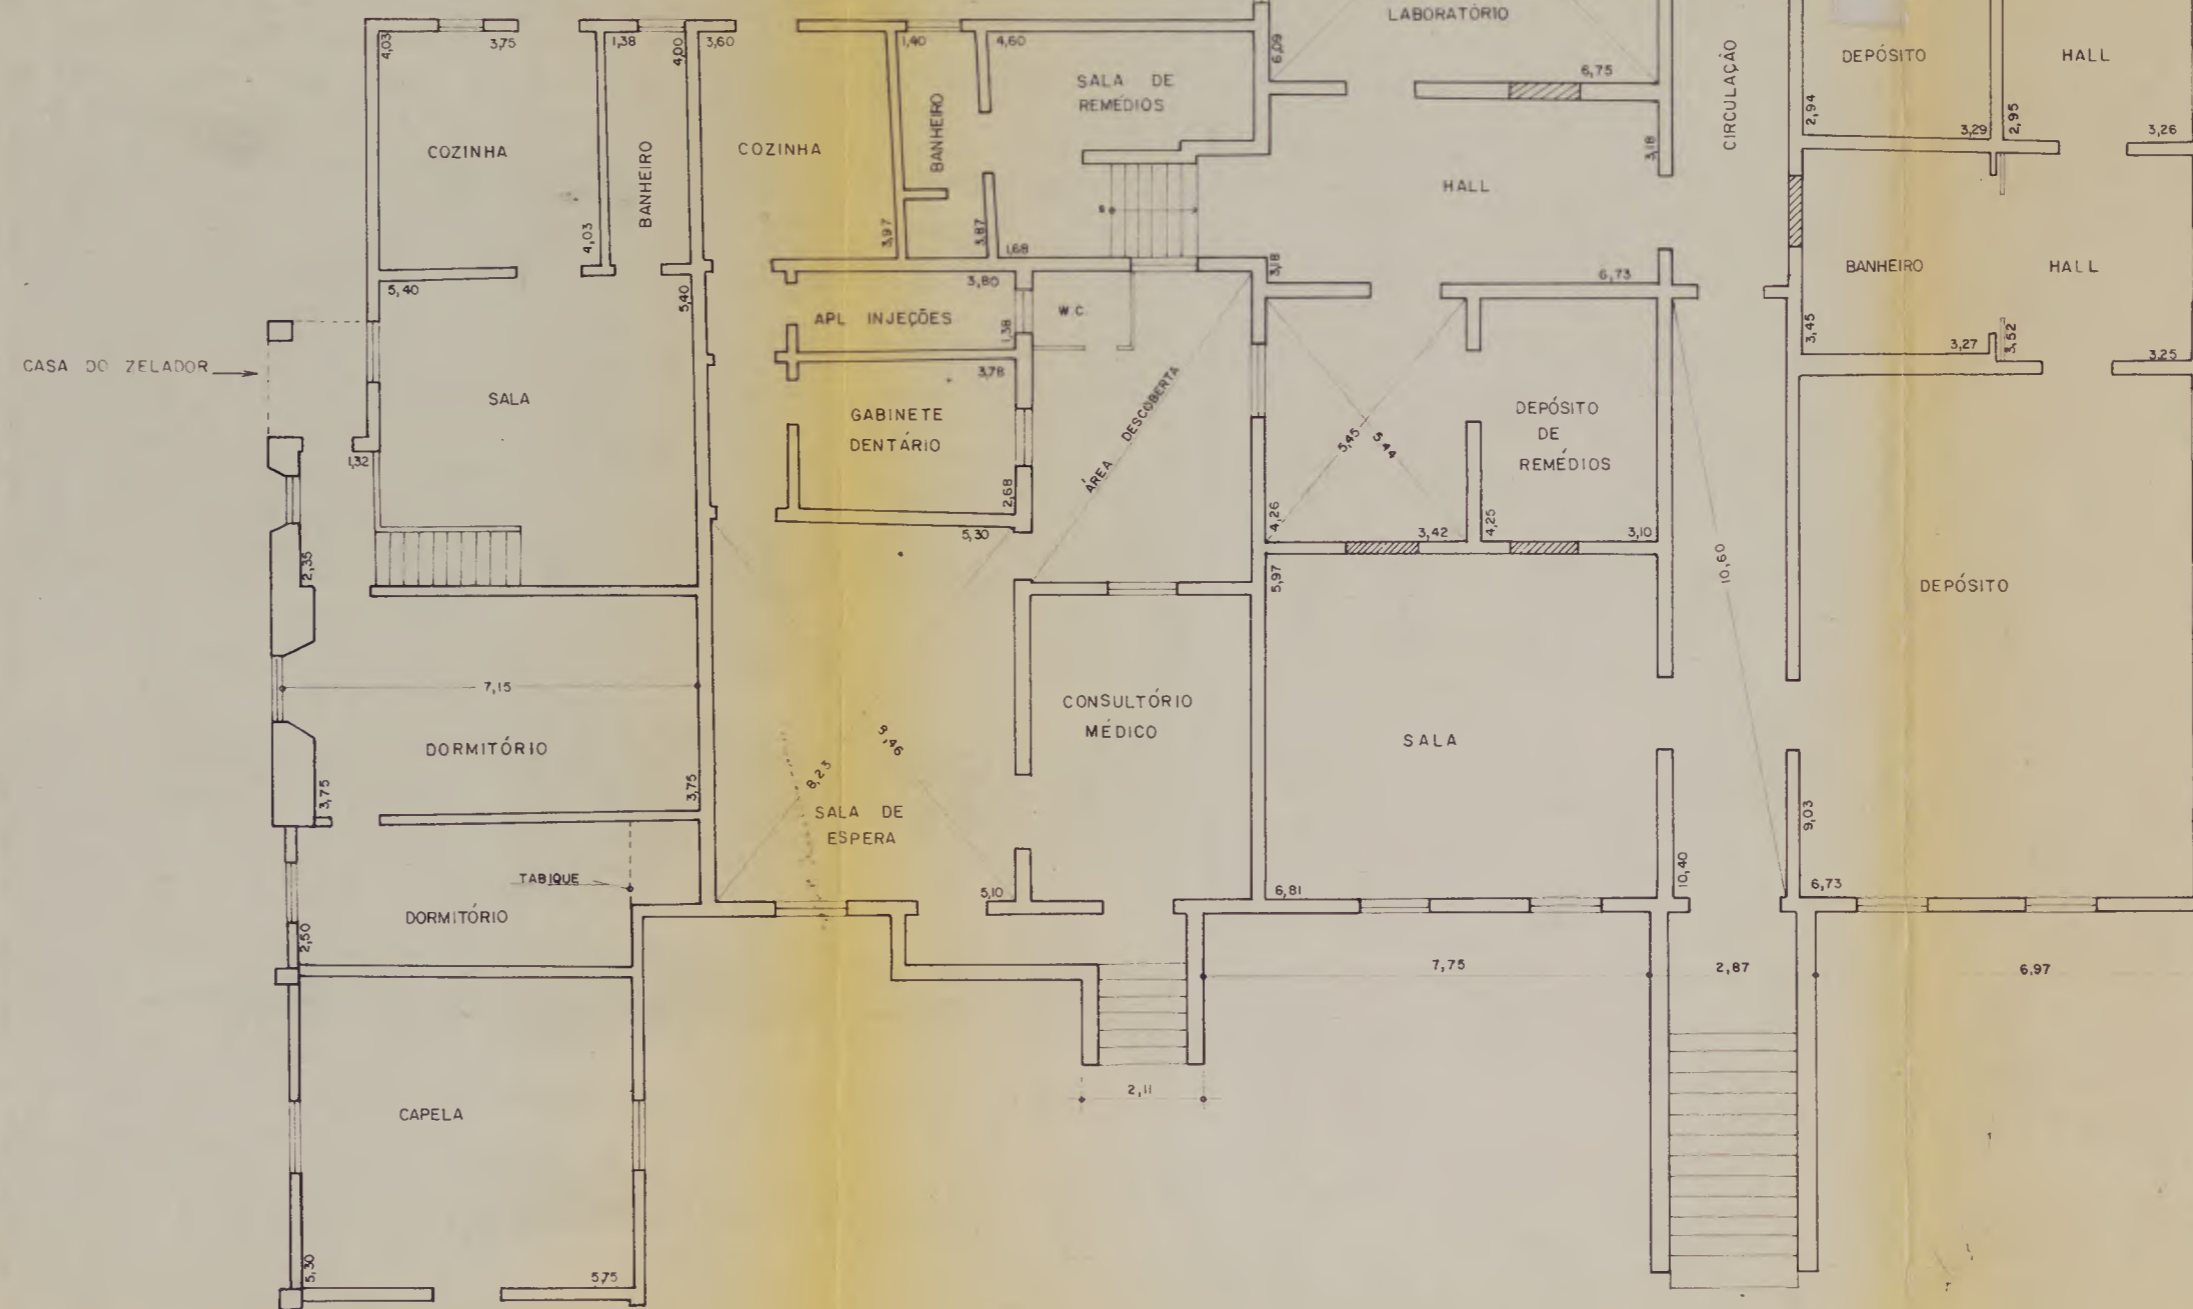 LABORATÓRIO
4,03
3,75
1,38
4,00
3,60
1,40
4,60
6,09
6,75
CIRCULAÇÃO
DEPÓSITO
HALL
SALA DE
REMÉDIOS
COZINHA
BANHEIRO
COZINHA
BANHEIRO
2,94
3,29
2,95
3,26
3,18
HALL
4,03
3,97
3,87
1,68
3,18
6,73
BANHEIRO
HALL
5,40
5,40
3,80
APL INJEÇÕES
1,38
W.C.
3,45
3,27
3,52
3,25
CASA DO ZELADOR
SALA
3,78
GABINETE
DENTÁRIO
ÁREA DESCOBERTA
5,45
5,44
DEPÓSITO
DE
REMÉDIOS
1,32
2,68
5,30
4,26
3,42
4,25
3,10
2,35
5,97
10,60
DEPÓSITO
7,15
CONSULTÓRIO
MÉDICO
DORMITÓRIO
SALA
8,23
9,46
3,75
3,75
SALA DE
ESPERA
9,03
TABIQUE
5,10
6,81
10,40
6,73
DORMITÓRIO
2,50
7,75
2,87
6,97
2,11
CAPELA
5,30
5,75